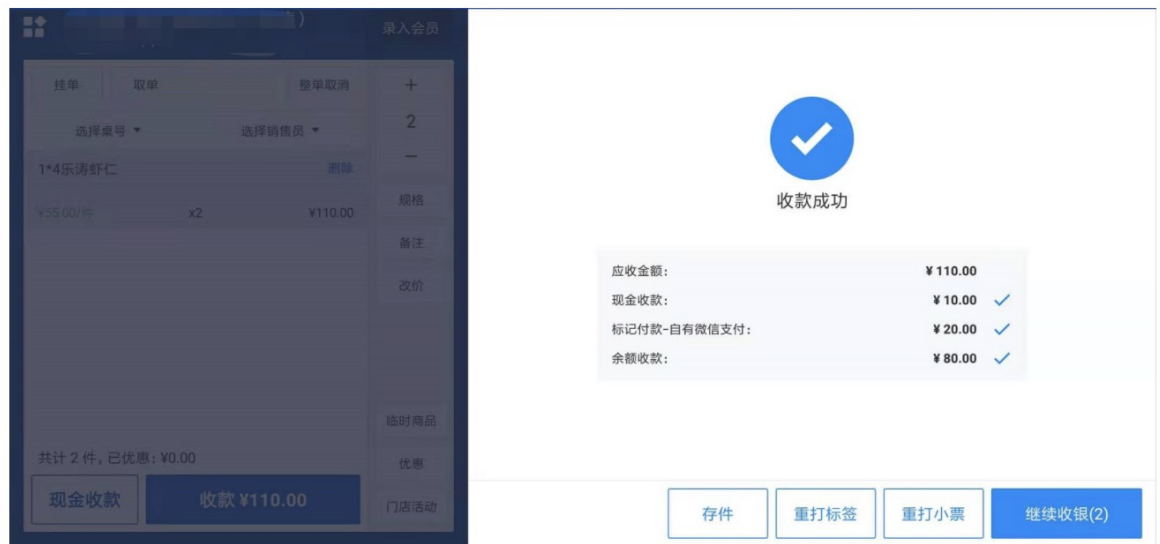 录入会员
挂单 取单 整单取消
+
选择桌号 ▼ 选择销售员 ▼
2
—
1*4乐涛虾仁 删除
¥55.00/件 x2 ¥110.00
规格
备注
改价
临时商品
共计 2 件, 已优惠: ¥0.00
优惠
现金收款 收款 ¥110.00
门店活动
收款成功
应收金额: ¥ 110.00
现金收款: ¥ 10.00
标记付款-自有微信支付: ¥ 20.00
余额收款: ¥ 80.00
存件 重打标签 重打小票 继续收银(2)